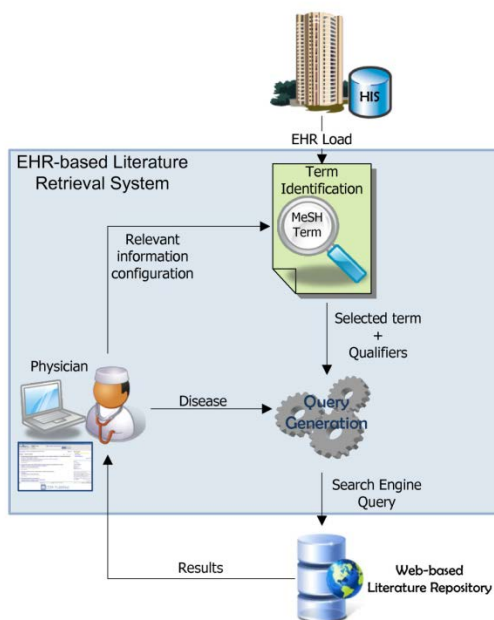 HIS
EHR Load
EHR-based Literature
Retrieval System
Term
Identification
MeSH
Term
Relevant
information
configuration
Selected term
+
Qualifiers
Physician
Disease
Query
Generation
Search Engine
Query
Results
Web-based
Literature Repository